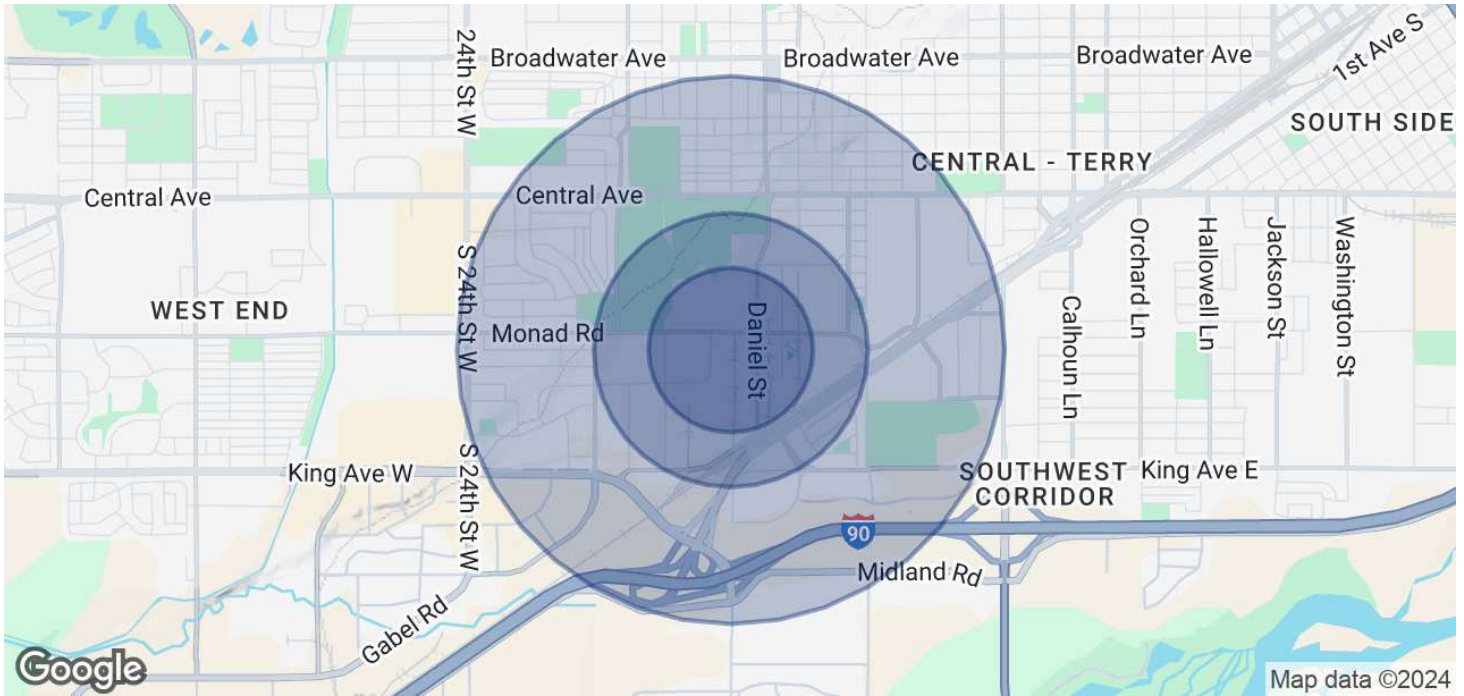 24th St W
Broadwater Ave
Broadwater Ave
Broadwater Ave
1st Ave S
SOUTH SIDE
CENTRAL - TERRY
Central Ave
Central Ave
S 24th St W
WEST END
Monad Rd
Daniel St
Calhoun Ln
Orchard Ln
Hallowell Ln
Jackson St
Washington St
King Ave W
S 24th St W
SOUTHWEST
CORRIDOR
King Ave E
90
Midland Rd
Gabel Rd
Google
Map data ©2024